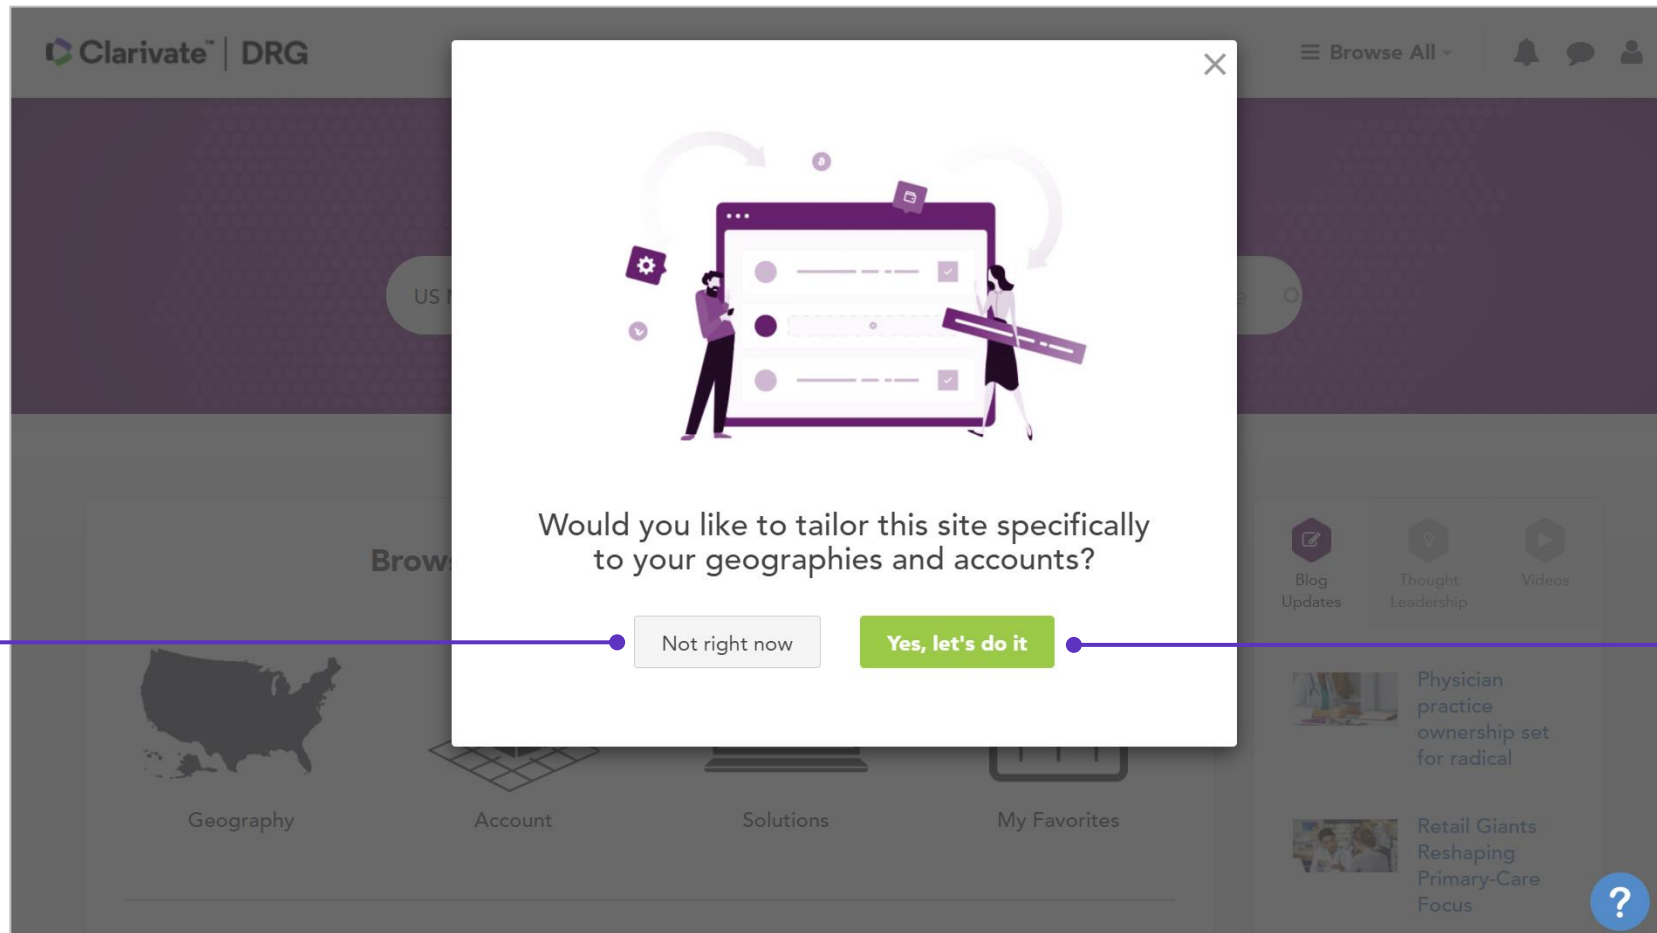 Clarivate™ | DRG
Browse All
US
Would you like to tailor this site specifically
to your geographies and accounts?
Not right now
Yes, let's do it
Geography
Account
Solutions
My Favorites
Blog
Updates
Thought
Leadership
Videos
Physician
practice
ownership set
for radical
Retail Giants
Reshaping
Primary-Care
Focus
?